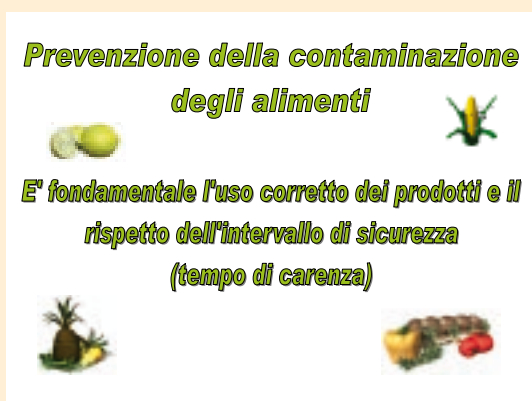 Prevenzione della contaminazione
degli alimenti
E' fondamentale l'uso corretto dei prodotti e il
rispetto dell'intervallo di sicurezza
(tempo di carenza)